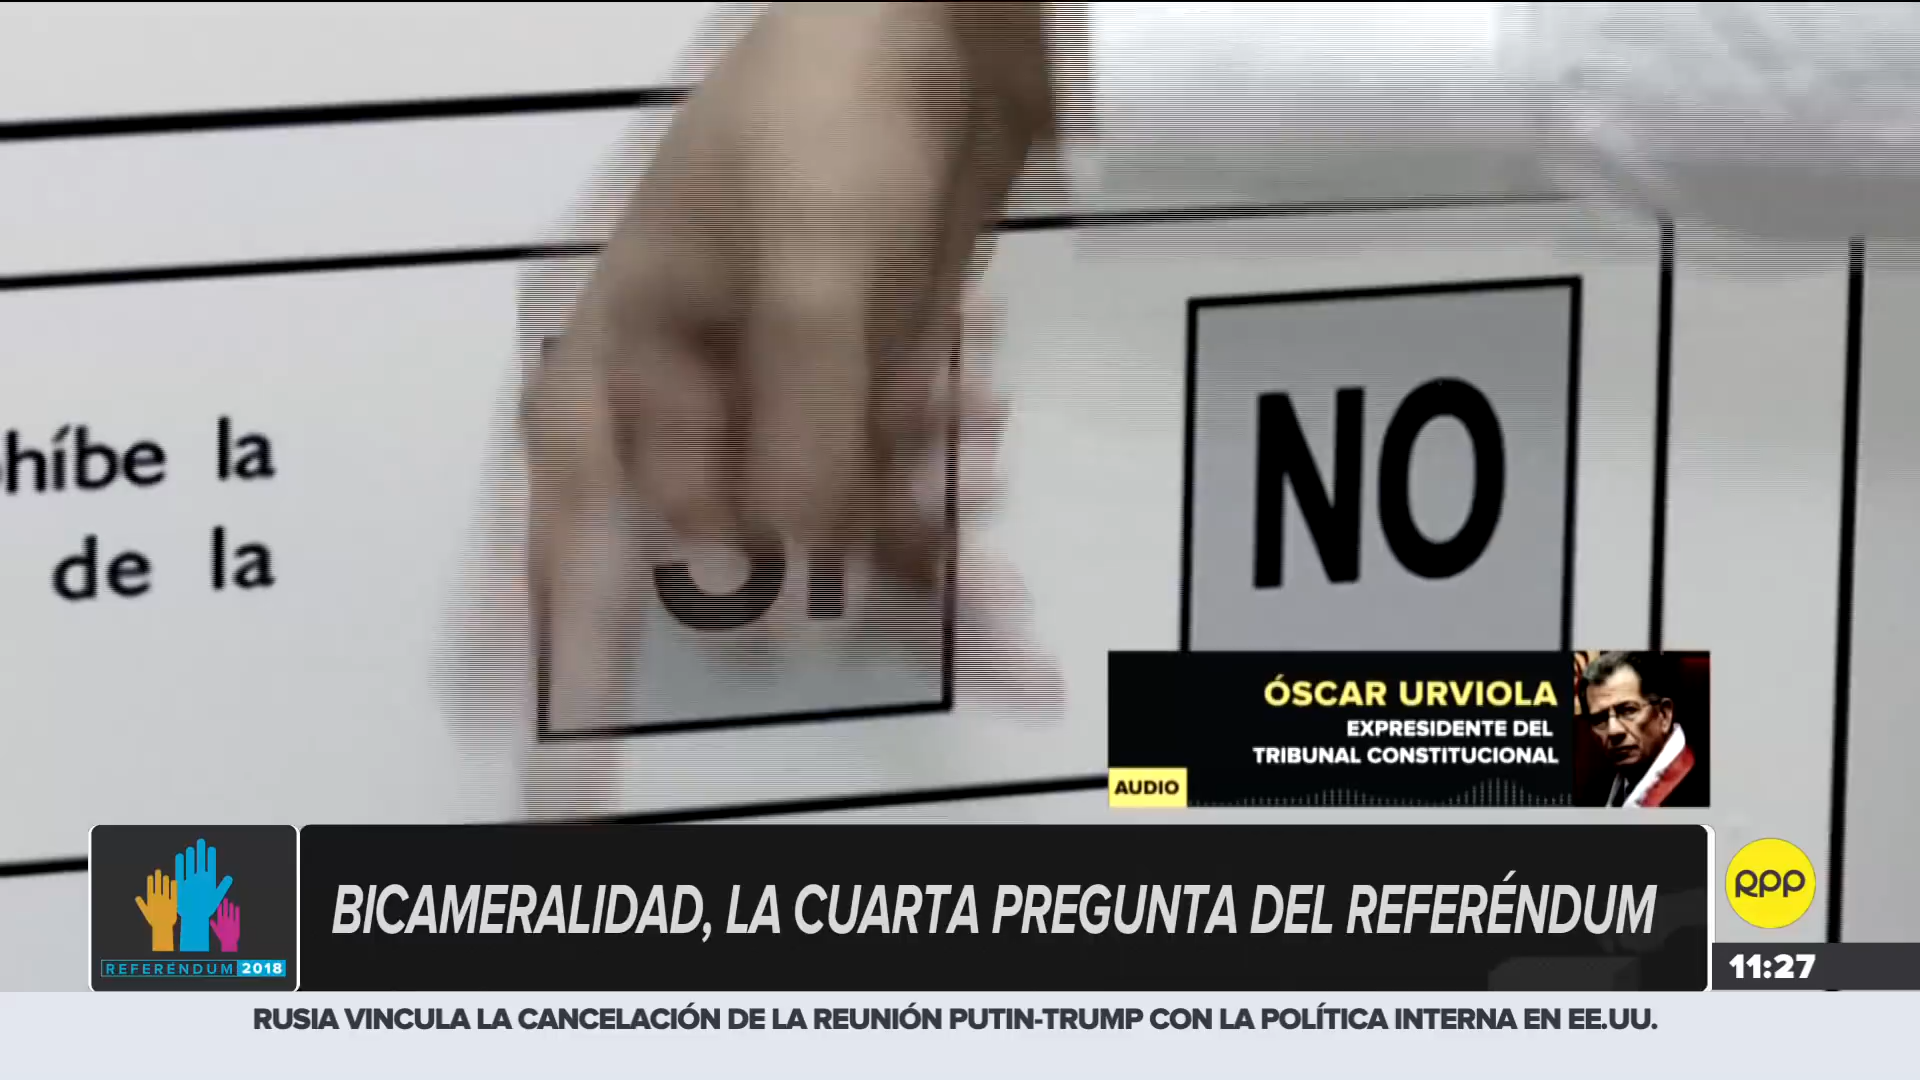 híbe la
de la
SÍ
NO
ÓSCAR URVIOLA
EXPRESIDENTE DEL
TRIBUNAL CONSTITUCIONAL
AUDIO
BICAMERALIDAD, LA CUARTA PREGUNTA DEL REFERÉNDUM
REFERÉNDUM 2018
RPP
11:27
RUSIA VINCULA LA CANCELACIÓN DE LA REUNIÓN PUTIN-TRUMP CON LA POLÍTICA INTERNA EN EE.UU.